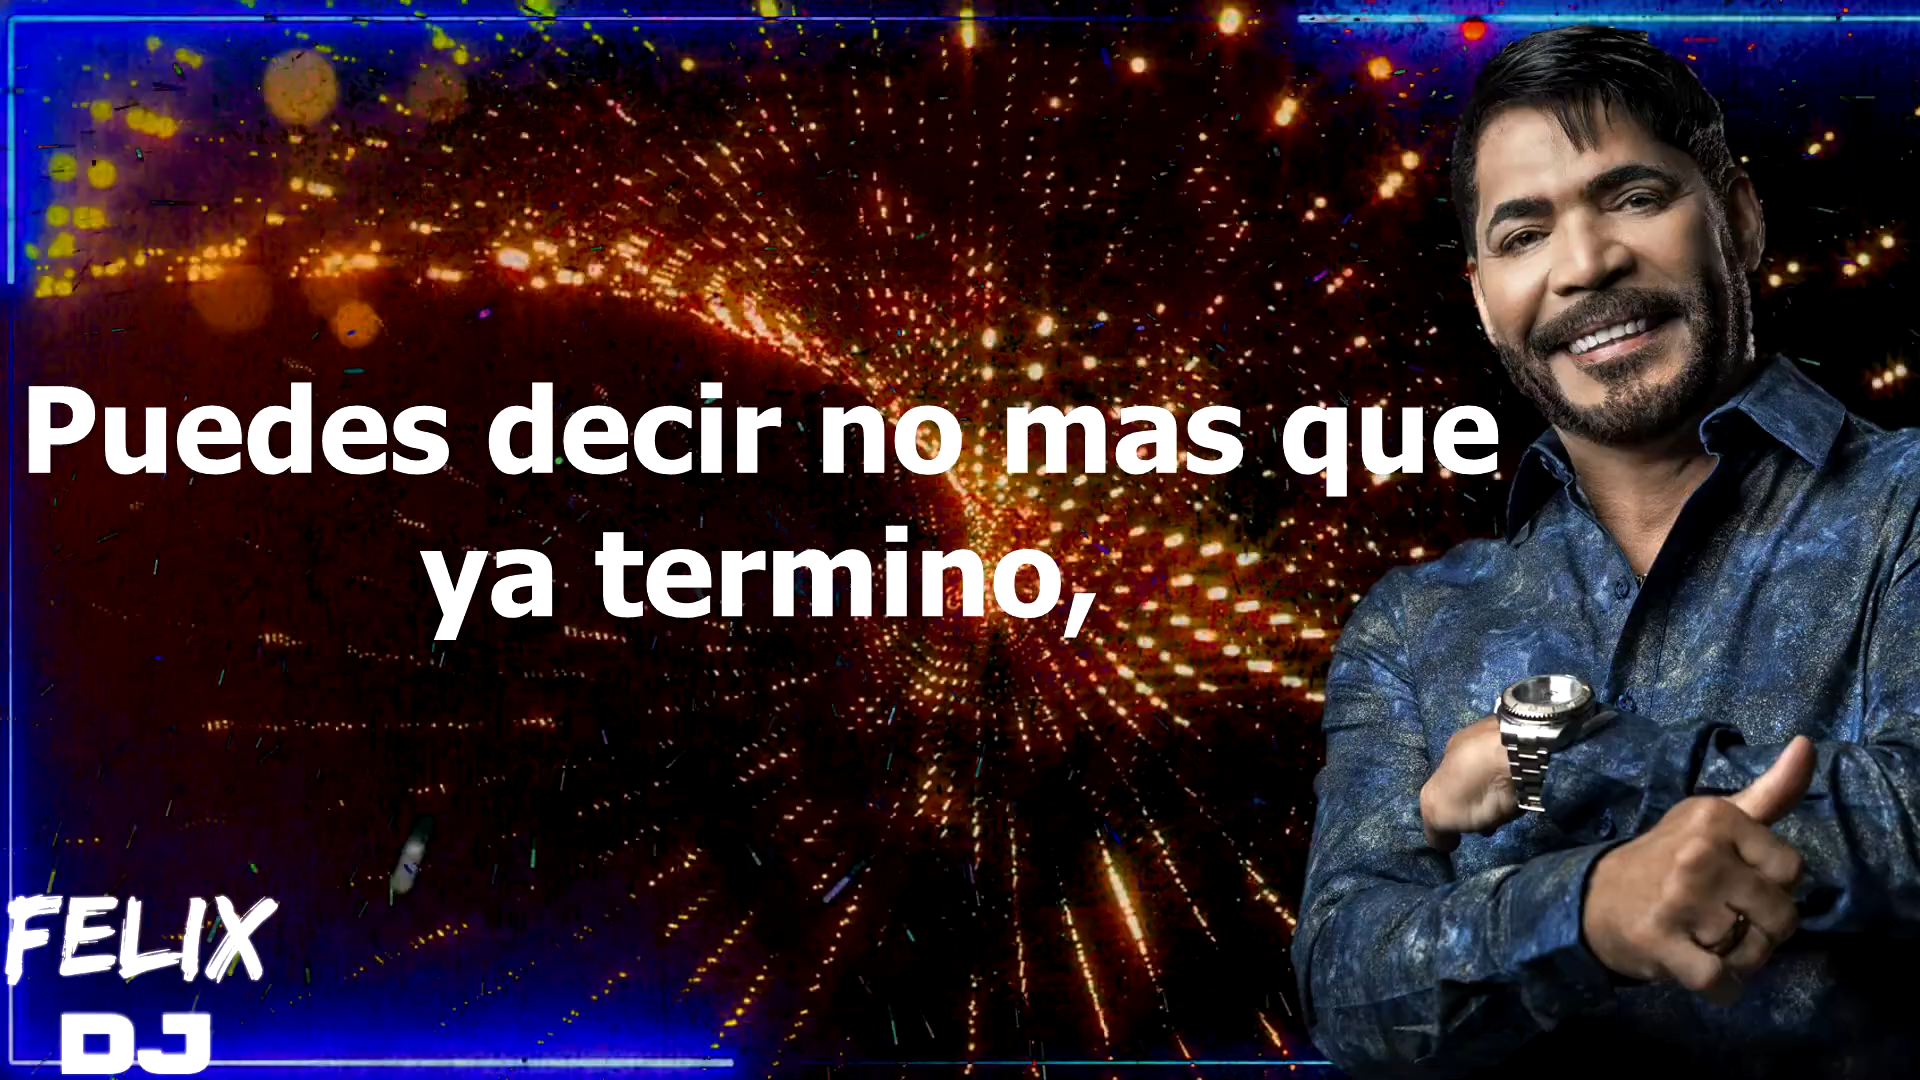 Puedes decir no mas que
ya termino,
FELIX
DJ